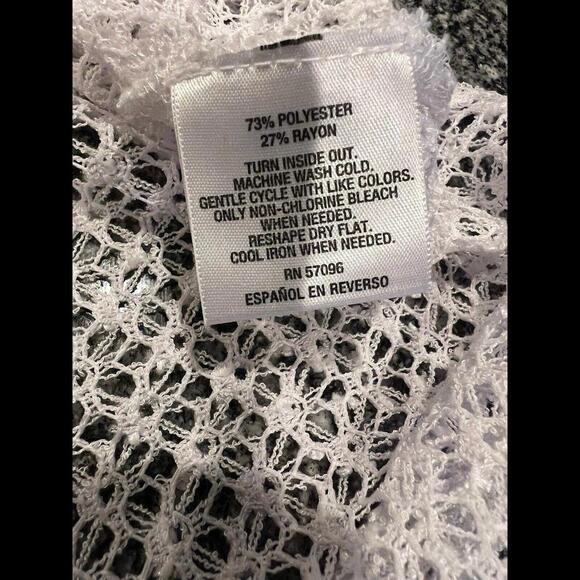 73% POLYESTER
27% RAYON
TURN INSIDE OUT.
MACHINE WASH COLD.
GENTLE CYCLE WITH LIKE COLORS.
ONLY NON-CHLORINE BLEACH
WHEN NEEDED.
RESHAPE DRY FLAT.
COOL IRON WHEN NEEDED.
RN 57096
ESPAÑOL EN REVERSO